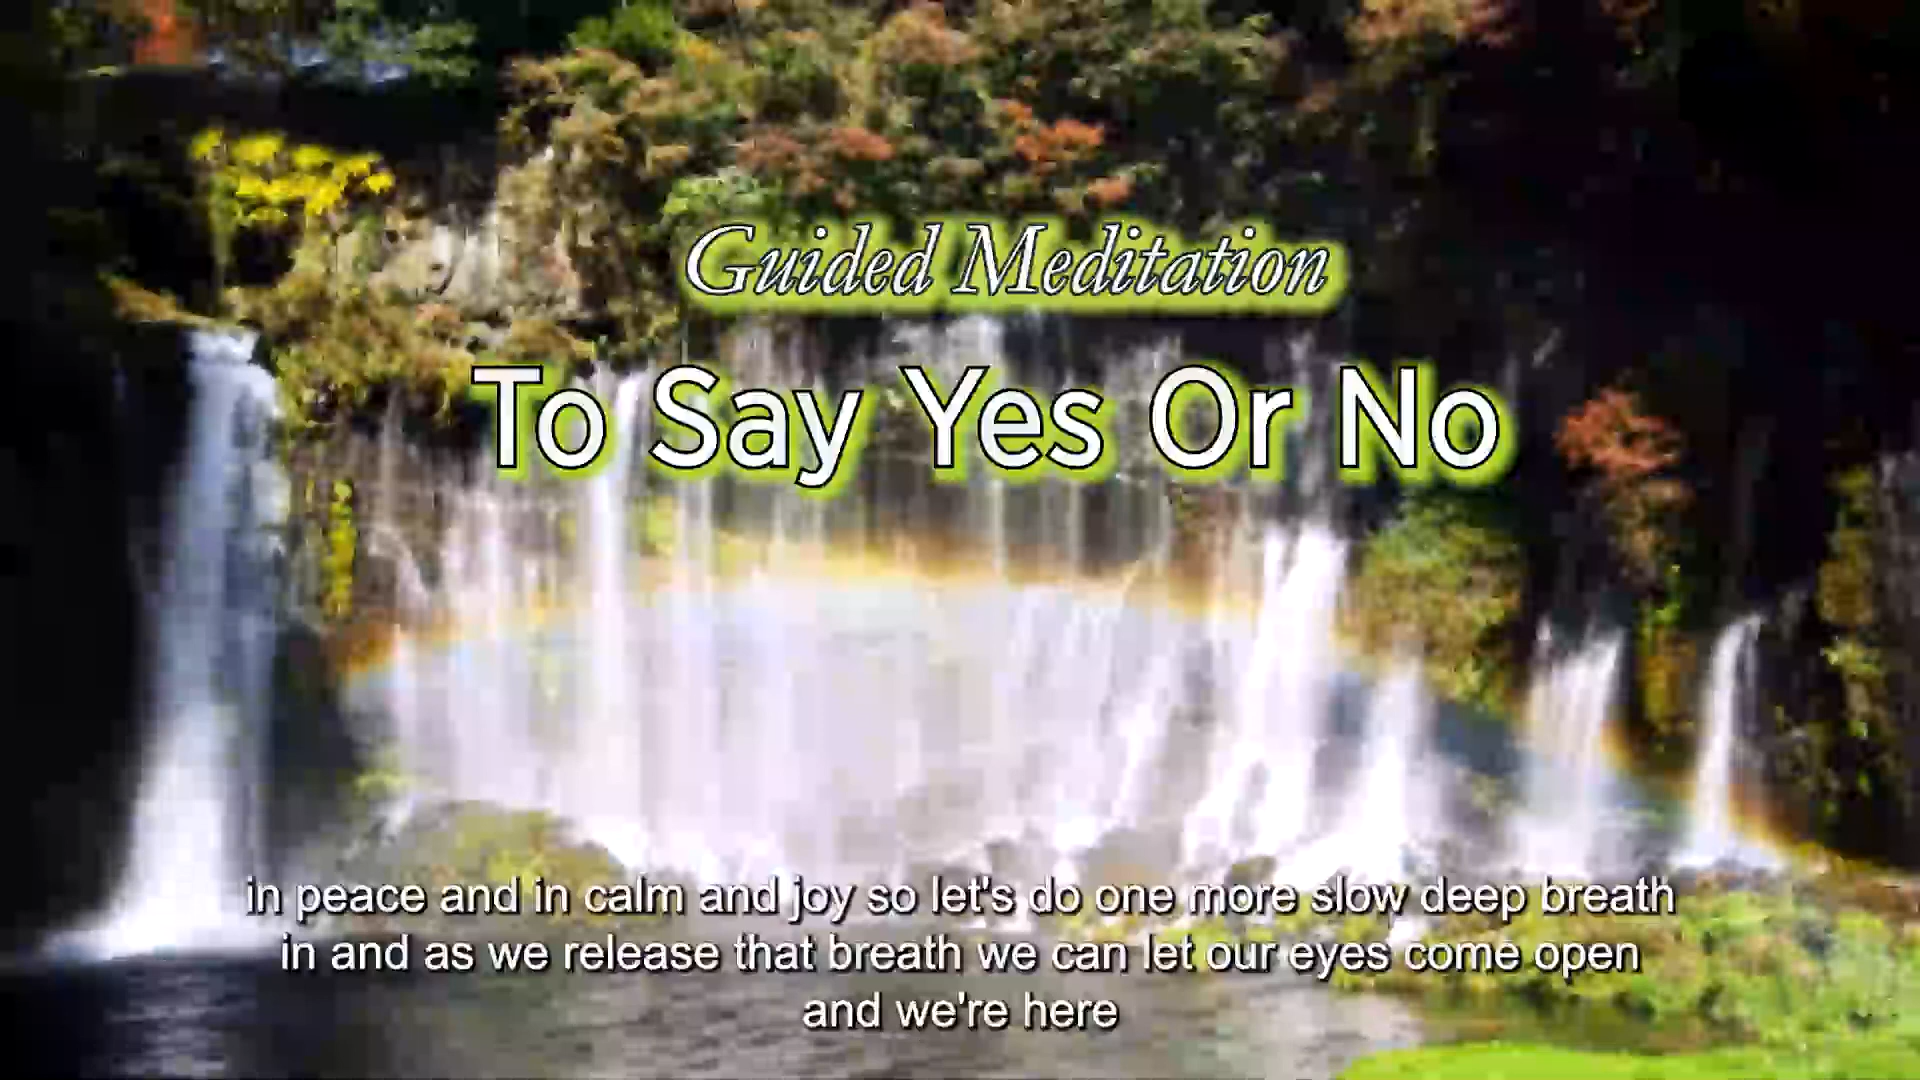 Guided Meditation
To Say Yes Or No
in peace and in calm and joy so let's do one more slow deep breath
in and as we release that breath we can let our eyes come open
and we're here